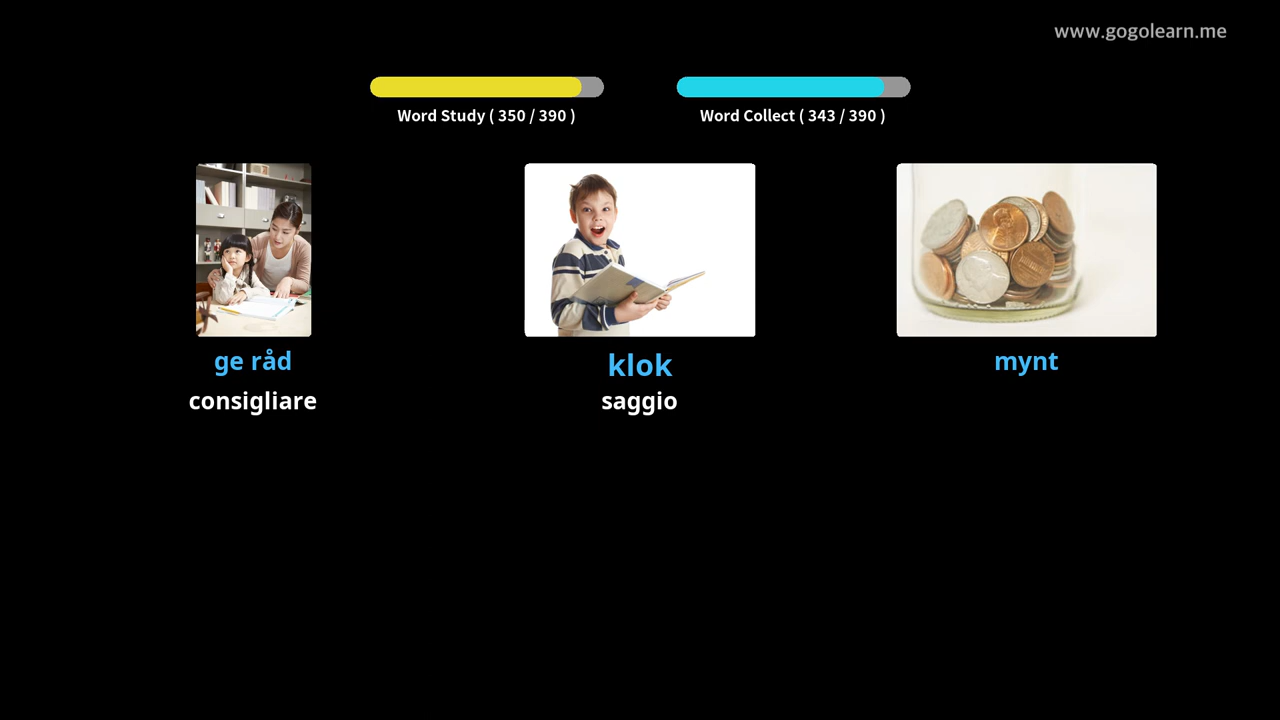 www.gogolearn.me
Word Study ( 350 / 390 )
Word Collect ( 343 / 390 )
ge råd
klok
mynt
consigliare
saggio